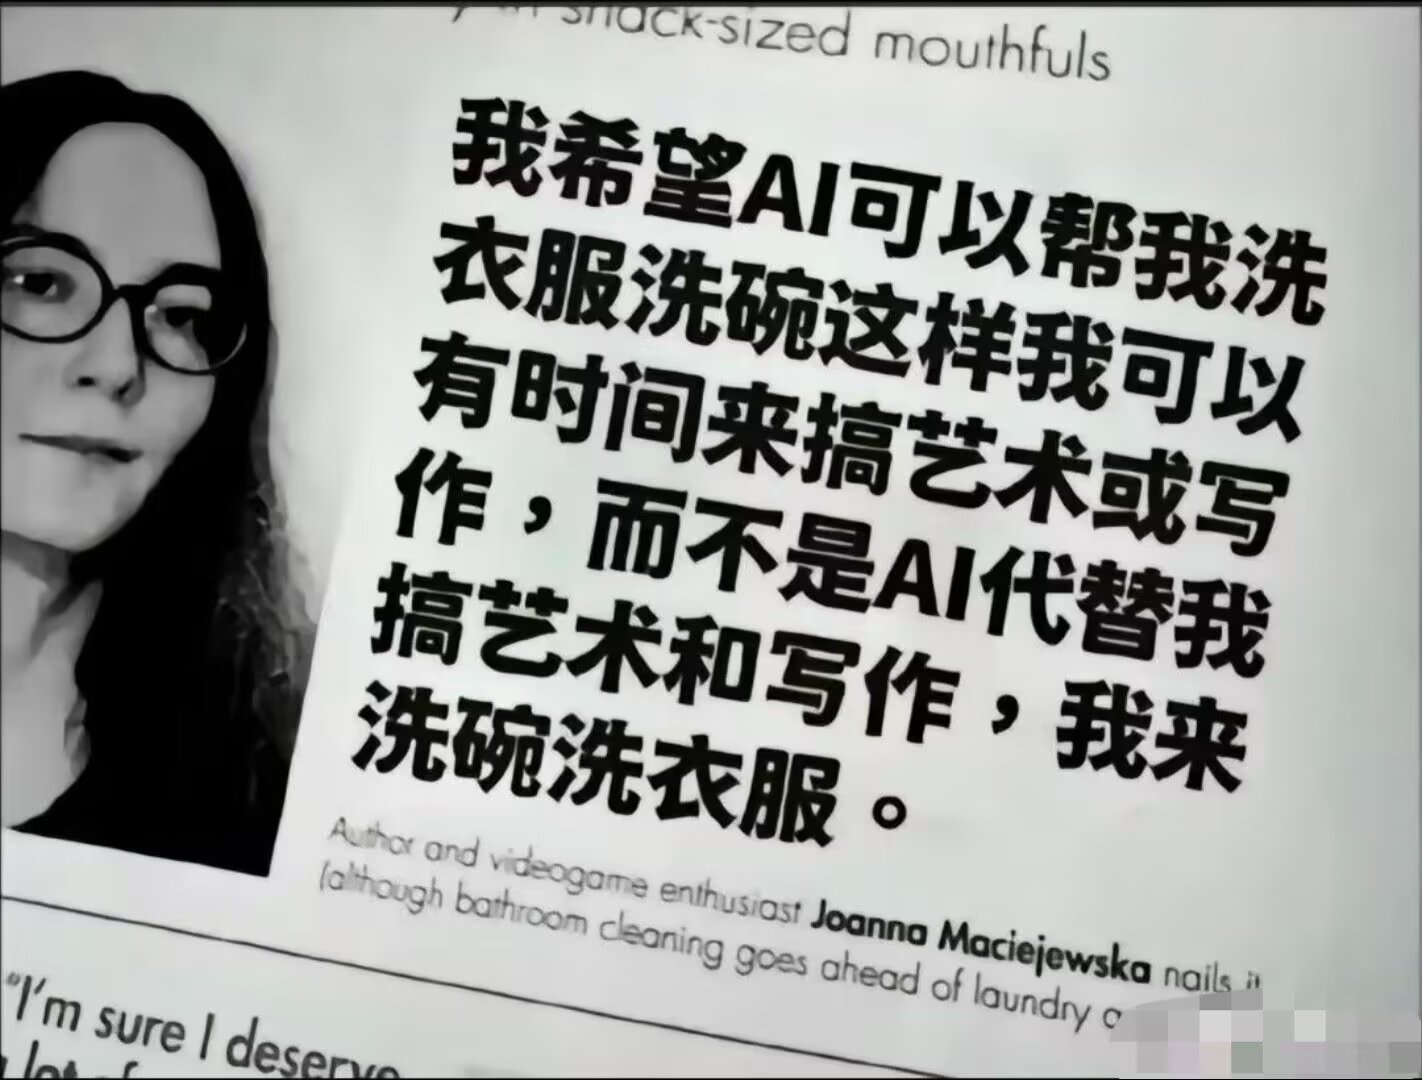 snack-sized mouthfuls
我希望AI可以帮我洗
衣服洗碗这样我可以
有时间来搞艺术或写
作，而不是AI代替我
搞艺术和写作，我来
洗碗洗衣服。
Author and videogame enthusiast Joanna Maciejewska nails it
(although bathroom cleaning goes ahead of laundry
"I'm sure I deserve
lot of